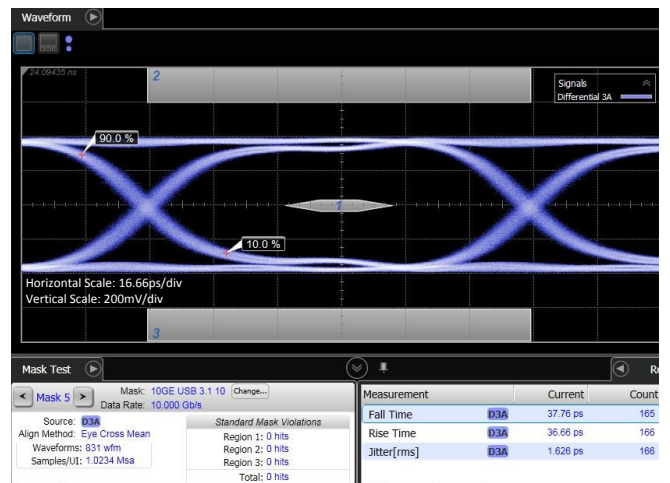 Waveform
24.09435 ns
2
Signals
Differential 3A
90.0 %
1
10.0 %
Horizontal Scale: 16.66ps/div
Vertical Scale: 200mV/div
3
Mask Test
Mask 5
Mask: 10GE USB 3.1 10 Change...
Data Rate: 10.000 Gb/s
Source: D3A
Align Method: Eye Cross Mean
Waveforms: 831 wfm
Samples/UI: 1.0234 Msa
Standard Mask Violations
Region 1: 0 hits
Region 2: 0 hits
Region 3: 0 hits
Total: 0 hits
Re
Measurement Current Count
Fall Time D3A 37.76 ps 165
Rise Time D3A 36.66 ps 166
Jitter[rms] D3A 1.626 ps 166